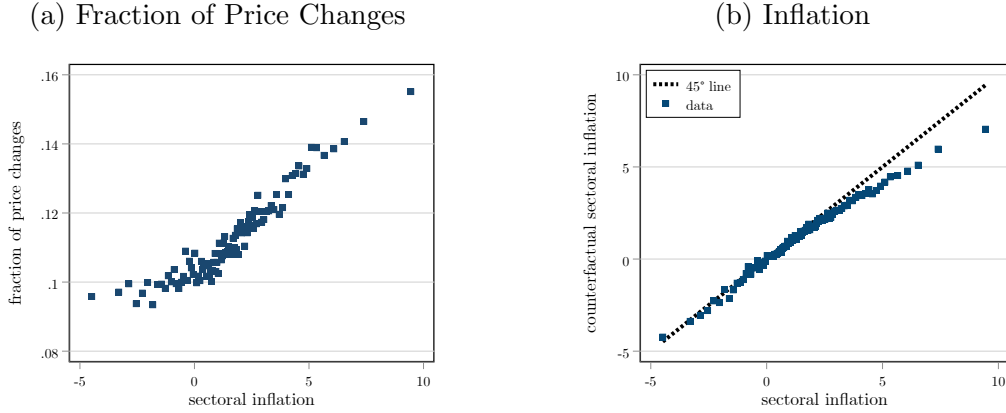 (a) Fraction of Price Changes
fraction of price changes
.16
.14
.12
.1
.08
-5
0
5
10
sectoral inflation
(b) Inflation
counterfactual sectoral inflation
10
5
0
-5
45° line
data
-5
0
5
10
sectoral inflation